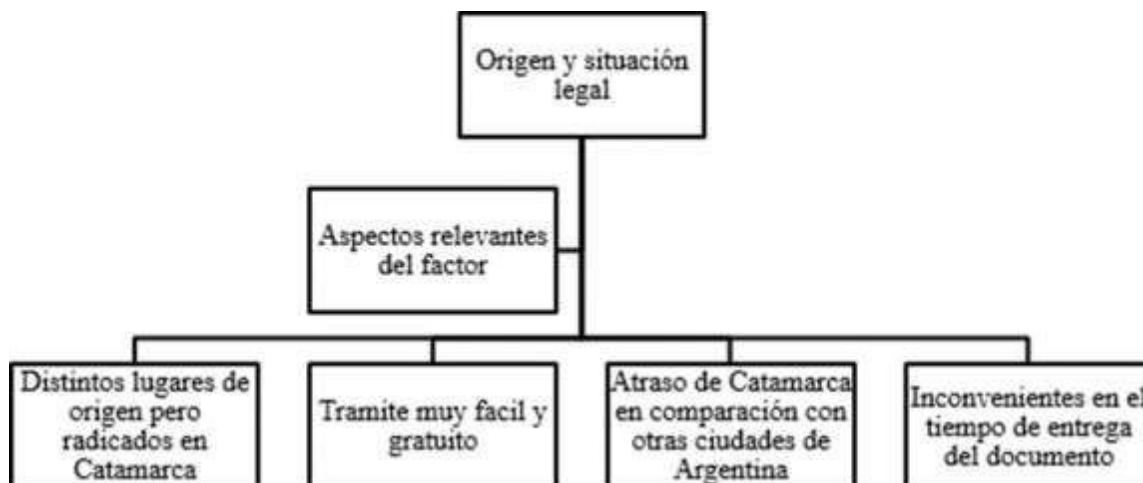 Origen y situación
legal
Aspectos relevantes
del factor
Distintos lugares de
origen pero
radicados en
Catamarca
Tramite muy facil y
gratuito
Atraso de Catamarca
en comparación con
otras ciudades de
Argentina
Inconvenientes en el
tiempo de entrega
del documento